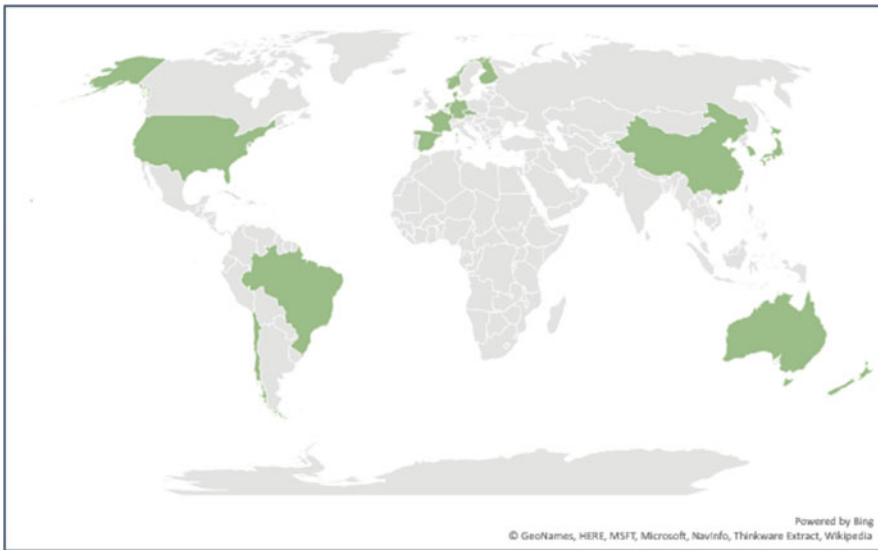 Powered by Bing
© GeoNames, HERE, MSFT, Microsoft, NavInfo, Thinkware Extract, Wikipedia